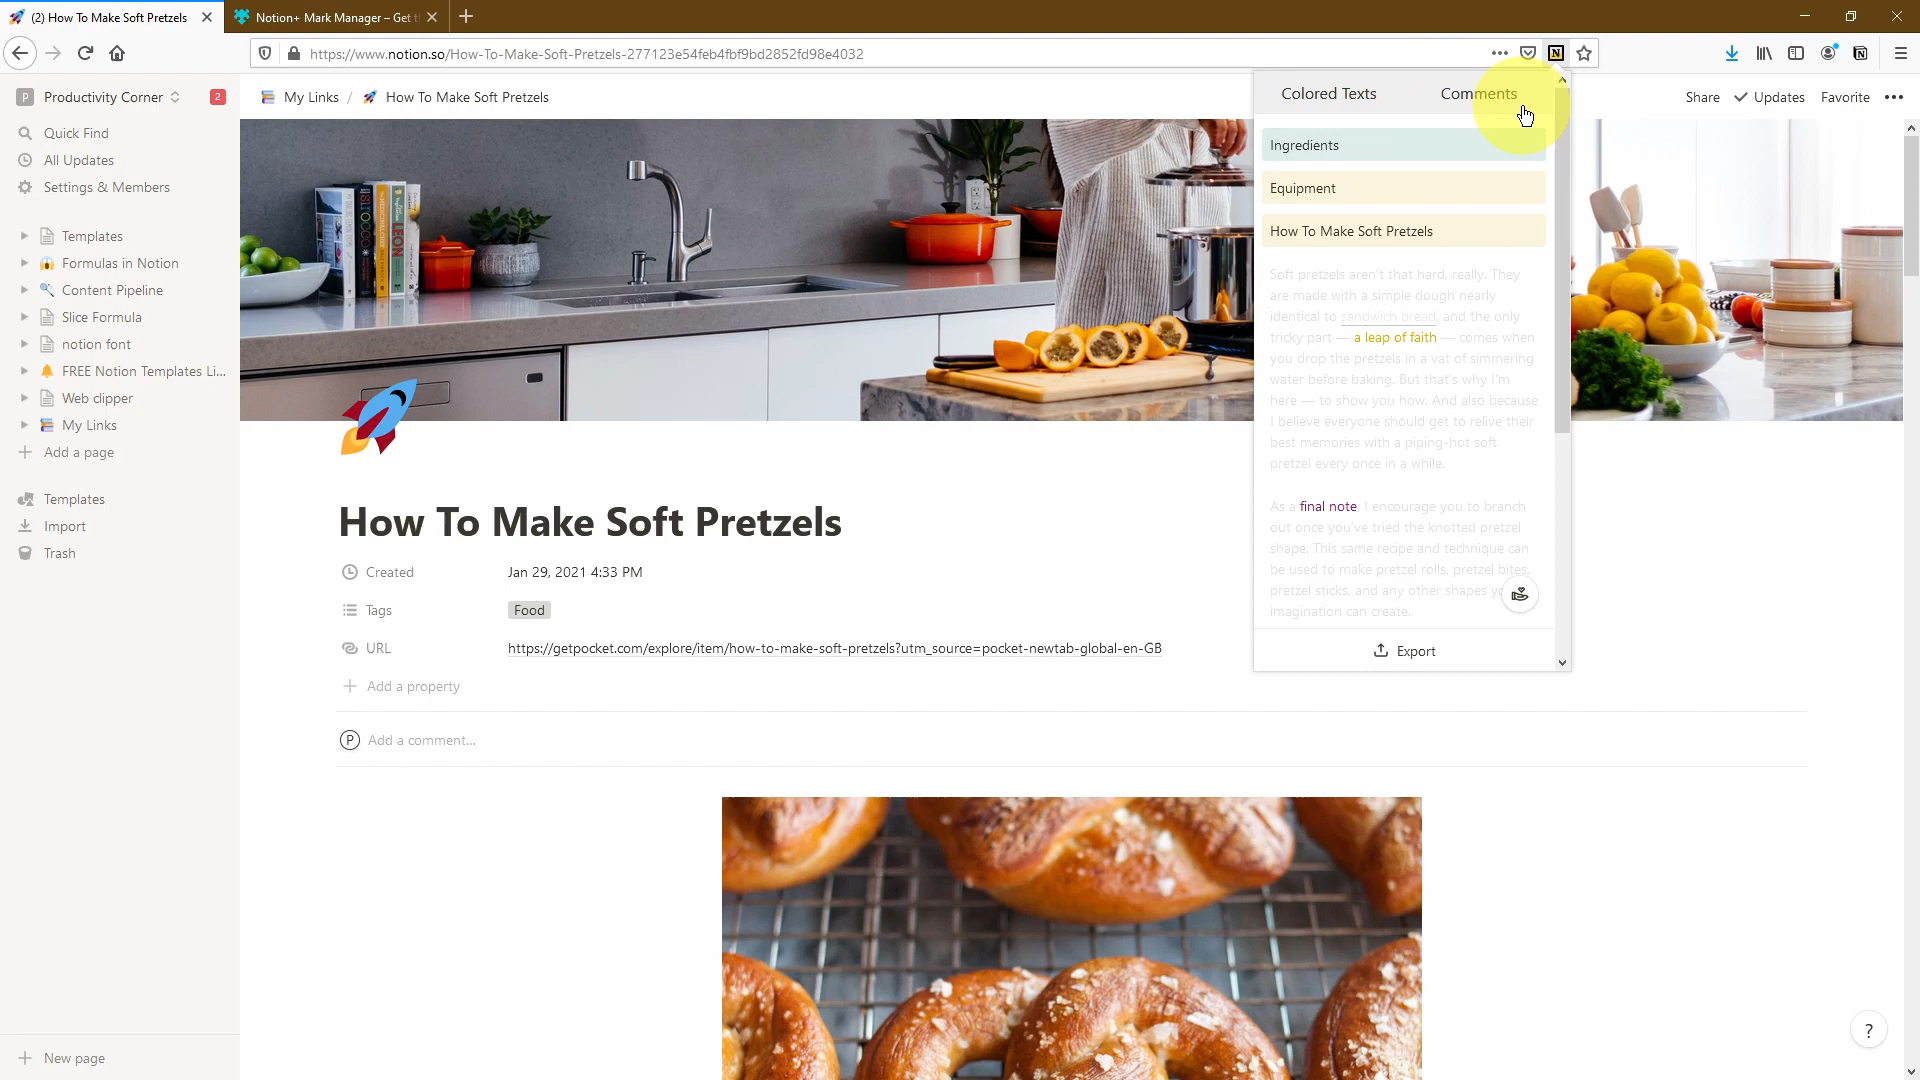 (2) How To Make Soft Pretzels
Notion+ Mark Manager – Get t
https://www.notion.so/How-To-Make-Soft-Pretzels-277123e54feb4fbf9bd2852fd98e4032
N
P Productivity Corner 2
Quick Find
All Updates
Settings & Members
Templates
Formulas in Notion
Content Pipeline
Slice Formula
notion font
FREE Notion Templates Li...
Web clipper
My Links
Add a page
Templates
Import
Trash
New page
My Links / How To Make Soft Pretzels
Share Updates Favorite
Colored Texts Comments
Ingredients
Equipment
How To Make Soft Pretzels
Soft pretzels aren't that hard, really. They
are made with a simple dough nearly
identical to sandwich bread, and the only
tricky part — a leap of faith — comes when
you drop the pretzels in a vat of simmering
water before baking. But that's why I'm
here — to show you how. And also because
I believe everyone should get to relive their
best memories with a piping-hot soft
pretzel every once in a while.
As a final note, I encourage you to branch
out once you've tried the knotted pretzel
shape. This same recipe and technique can
be used to make pretzel rolls, pretzel bites,
pretzel sticks, and any other shapes yo
imagination can create.
Export
LEON
How To Make Soft Pretzels
Created Jan 29, 2021 4:33 PM
Tags Food
URL https://getpocket.com/explore/item/how-to-make-soft-pretzels?utm_source=pocket-newtab-global-en-GB
Add a property
P Add a comment...
?